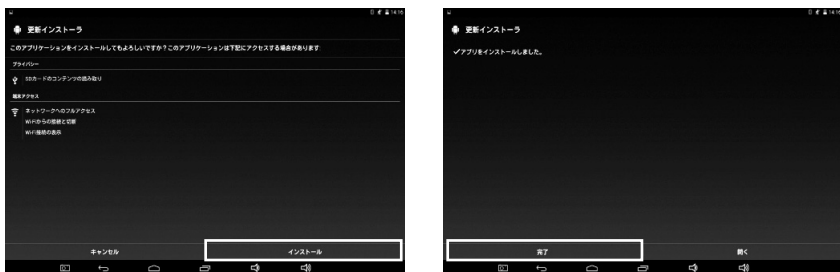 14:16
更新インストーラ
このアプリケーションをインストールしてもよろしいですか？このアプリケーションは下記にアクセスする場合があります
プライバシー
SDカードのコンテンツの読み取り
端末アクセス
ネットワークへのフルアクセス
Wi-Fiからの接続と切断
Wi-Fi接続の表示
キャンセル
インストール
14:16
更新インストーラ
✓アプリをインストールしました。
完了
開く